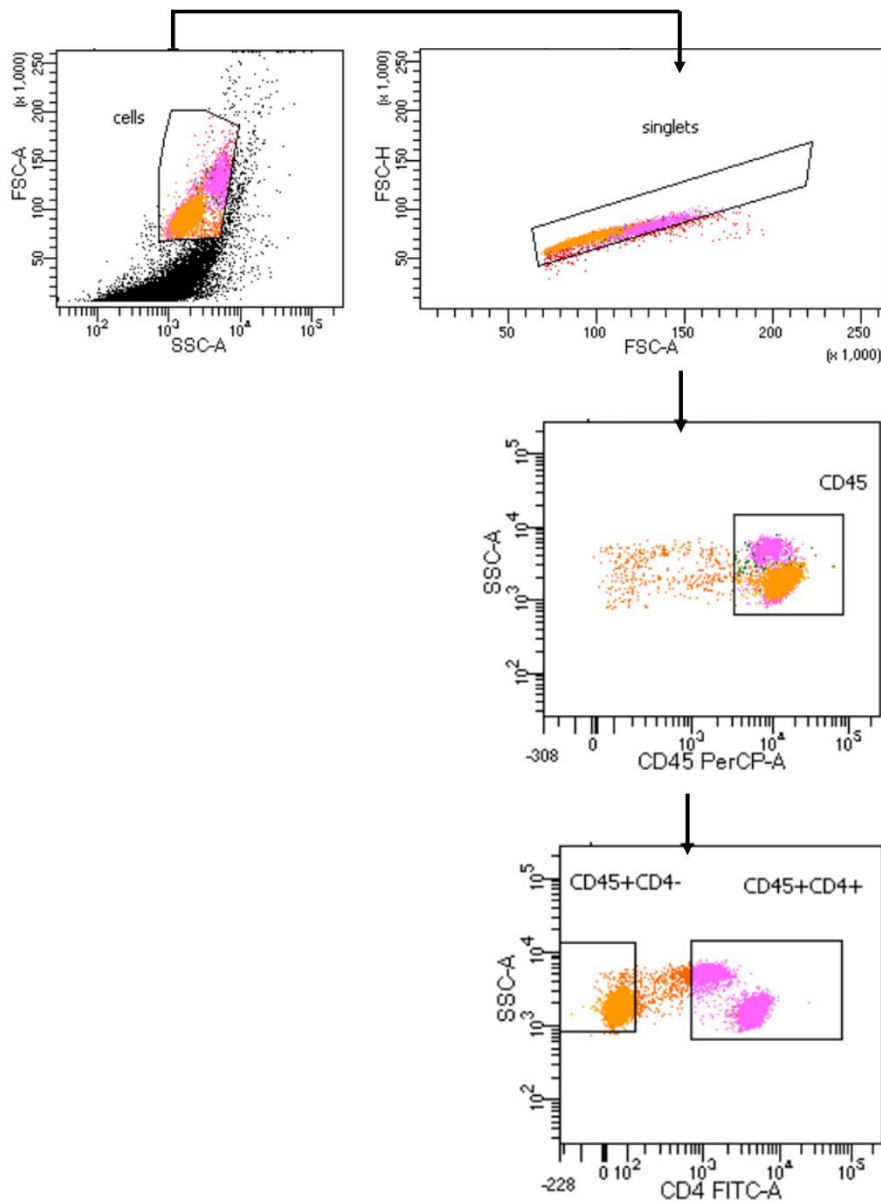 (x 1,000)
250
200
150
100
50
FSC-A
cells
10² 10³ 10⁴ 10⁵
SSC-A
(x 1,000)
250
200
150
100
50
FSC-H
singlets
50 100 150 200 250
FSC-A
(x 1,000)
CD45
10⁵
10⁴
10³
10²
SSC-A
-308 0 10³ 10⁴ 10⁵
CD45 PerCP-A
CD45+CD4- CD45+CD4+
10⁵
10⁴
10³
10²
SSC-A
-228 0 10² 10³ 10⁴ 10⁵
CD4 FITC-A